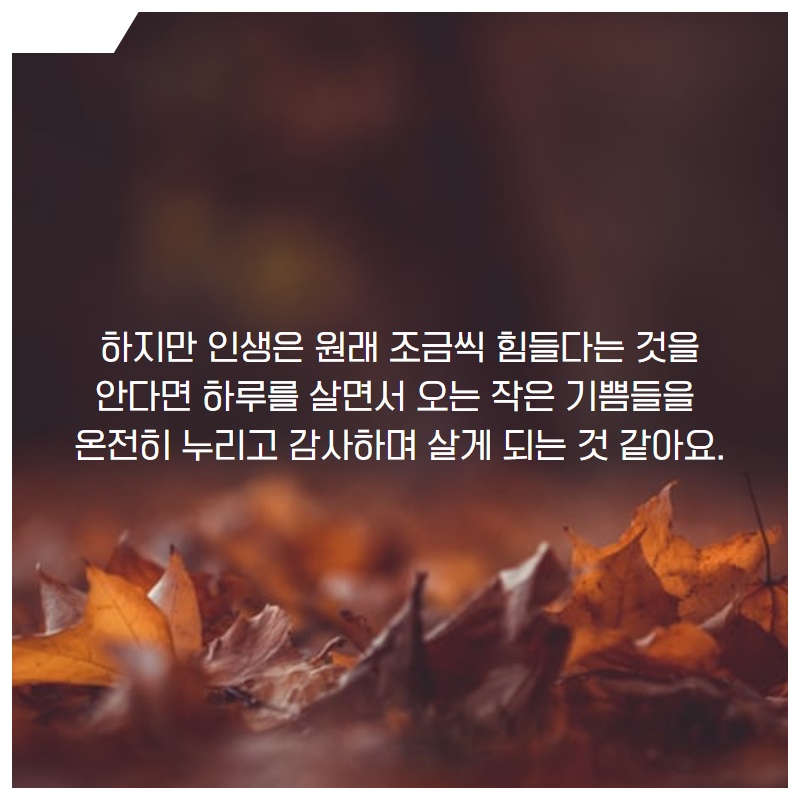 하지만 인생은 원래 조금씩 힘들다는 것을
안다면 하루를 살면서 오는 작은 기쁨들을
온전히 누리고 감사하며 살게 되는 것 같아요.